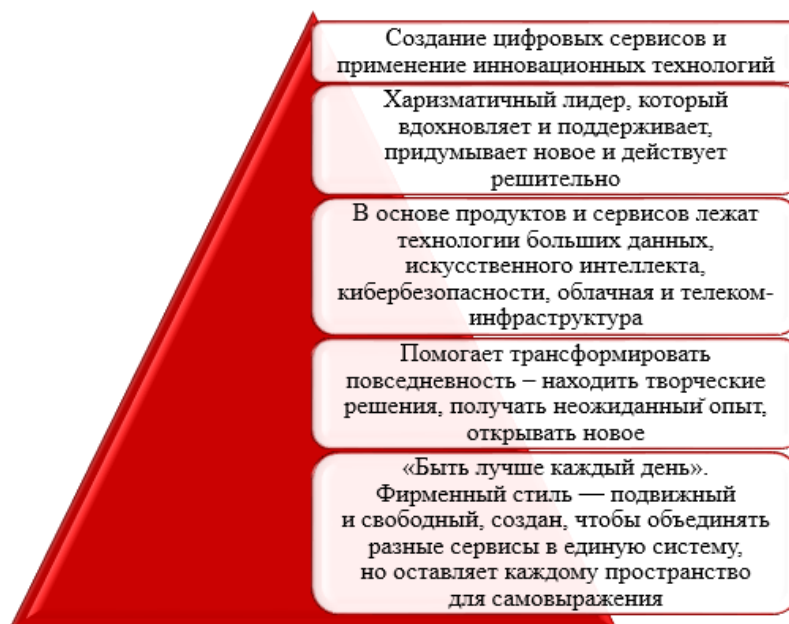 Создание цифровых сервисов и
применение инновационных технологий
Харизматичный лидер, который
вдохновляет и поддерживает,
придумывает новое и действует
решительно
В основе продуктов и сервисов лежат
технологии больших данных,
искусственного интеллекта,
кибербезопасности, облачная и телеком-
инфраструктура
Помогает трансформировать
повседневность – находить творческие
решения, получать неожиданный опыт,
открывать новое
«Быть лучше каждый день».
Фирменный стиль — подвижный
и свободный, создан, чтобы объединять
разные сервисы в единую систему,
но оставляет каждому пространство
для самовыражения